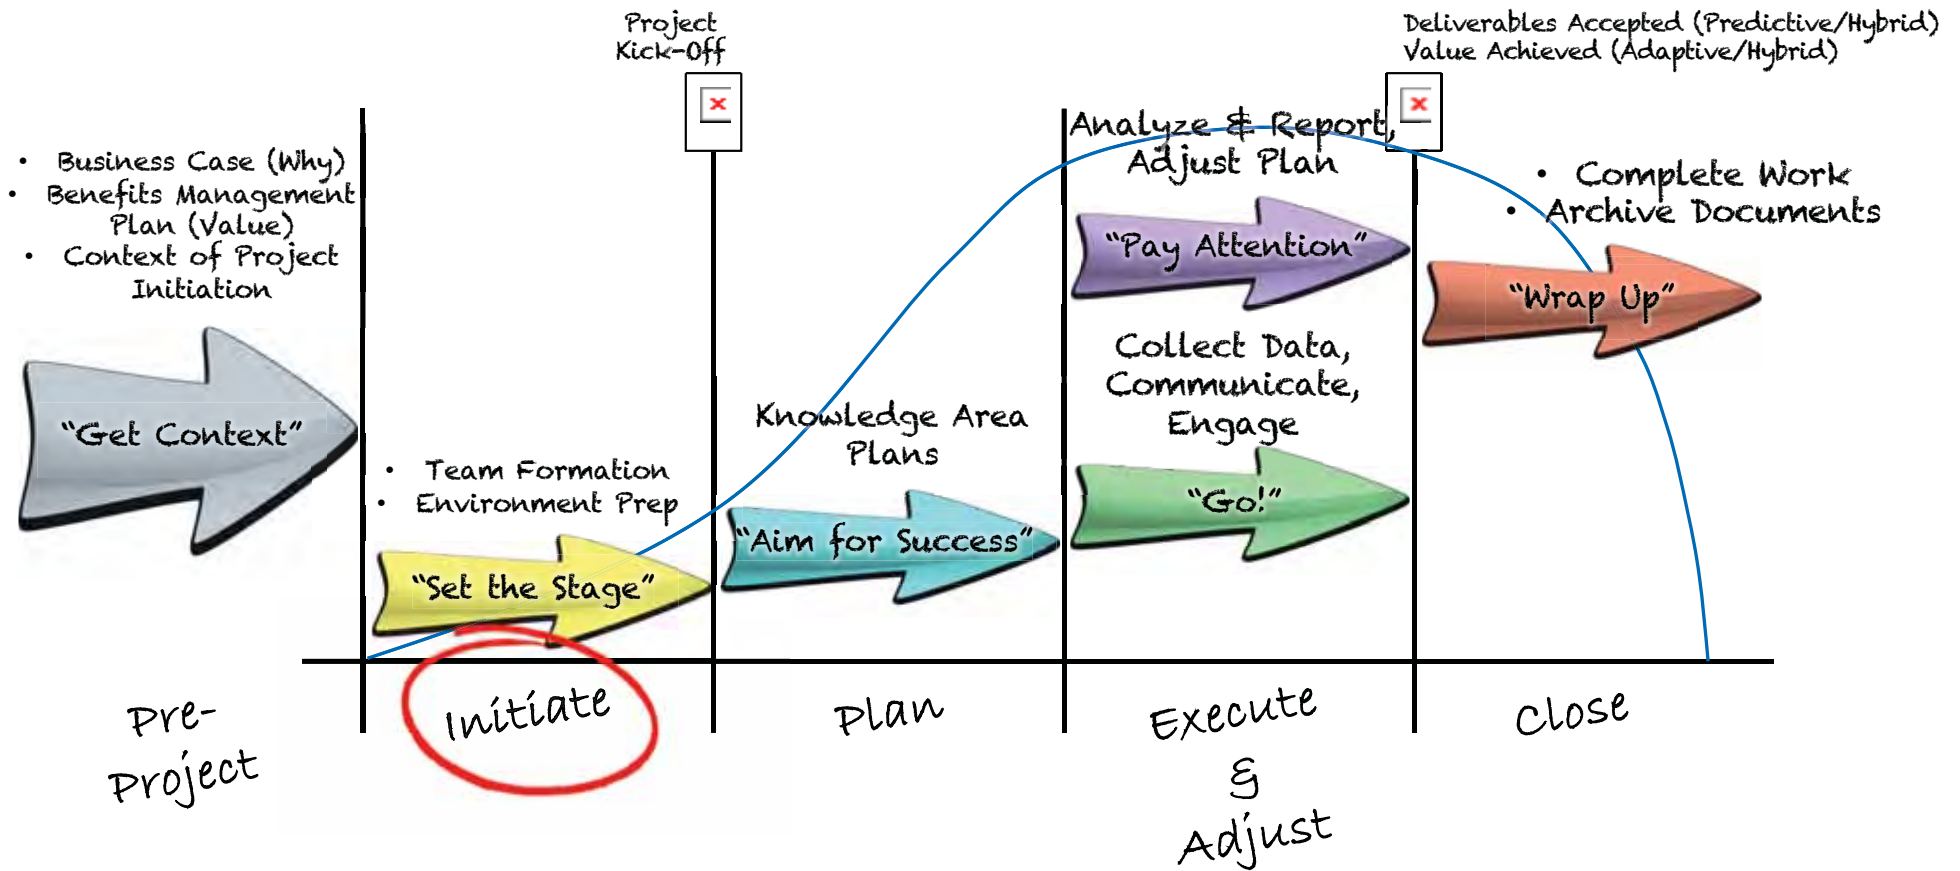 Project
Kick-Off
Deliverables Accepted (Predictive/Hybrid)
Value Achieved (Adaptive/Hybrid)
• Business Case (Why)
• Benefits Management
Plan (Value)
• Context of Project
Initiation
"Get Context"
• Team Formation
• Environment Prep
"Set the Stage"
Knowledge Area
Plans
"Aim for Success"
Analyze & Report,
Adjust Plan
"Pay Attention"
Collect Data,
Communicate,
Engage
"Go!"
• Complete Work
• Archive Documents
"Wrap Up"
Pre-
Project
Initiate
Plan
Execute
&
Adjust
Close